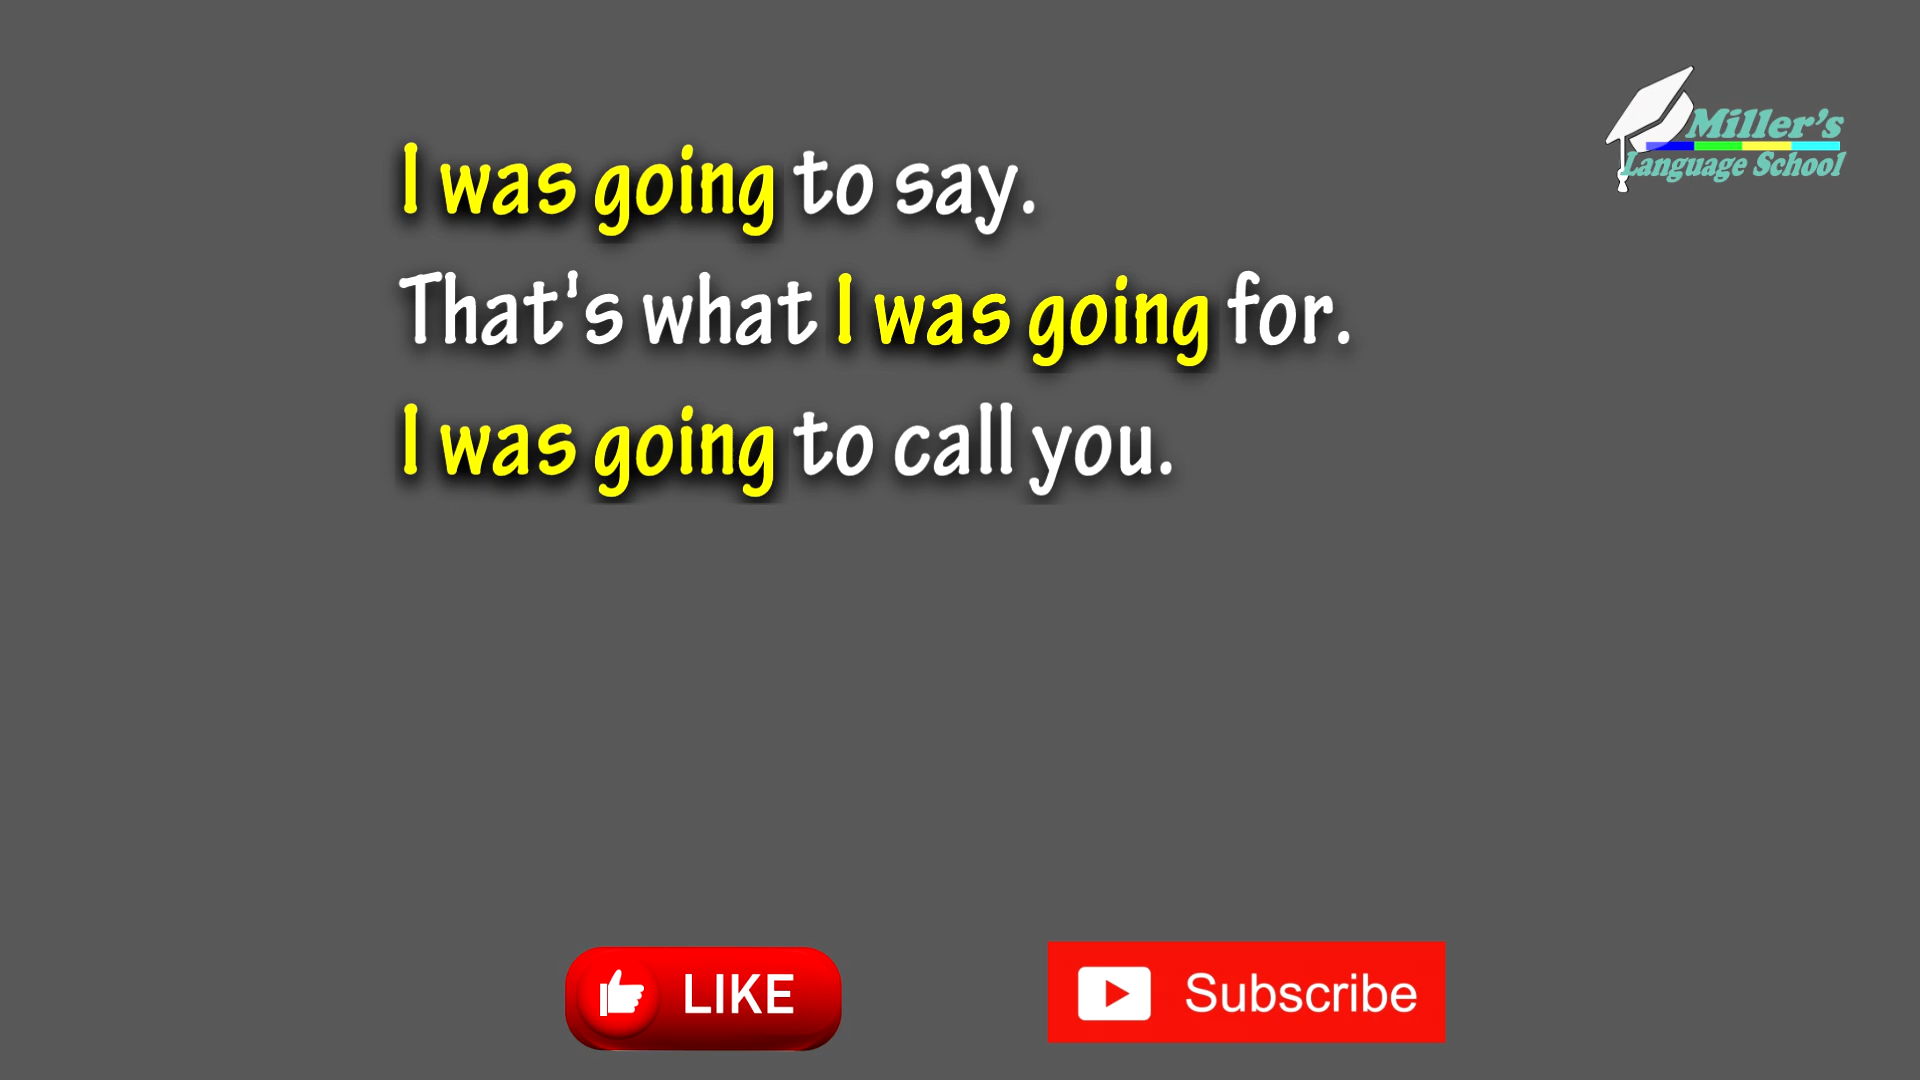 Miller's
Language School
I was going to say.
That's what I was going for.
I was going to call you.
LIKE
Subscribe